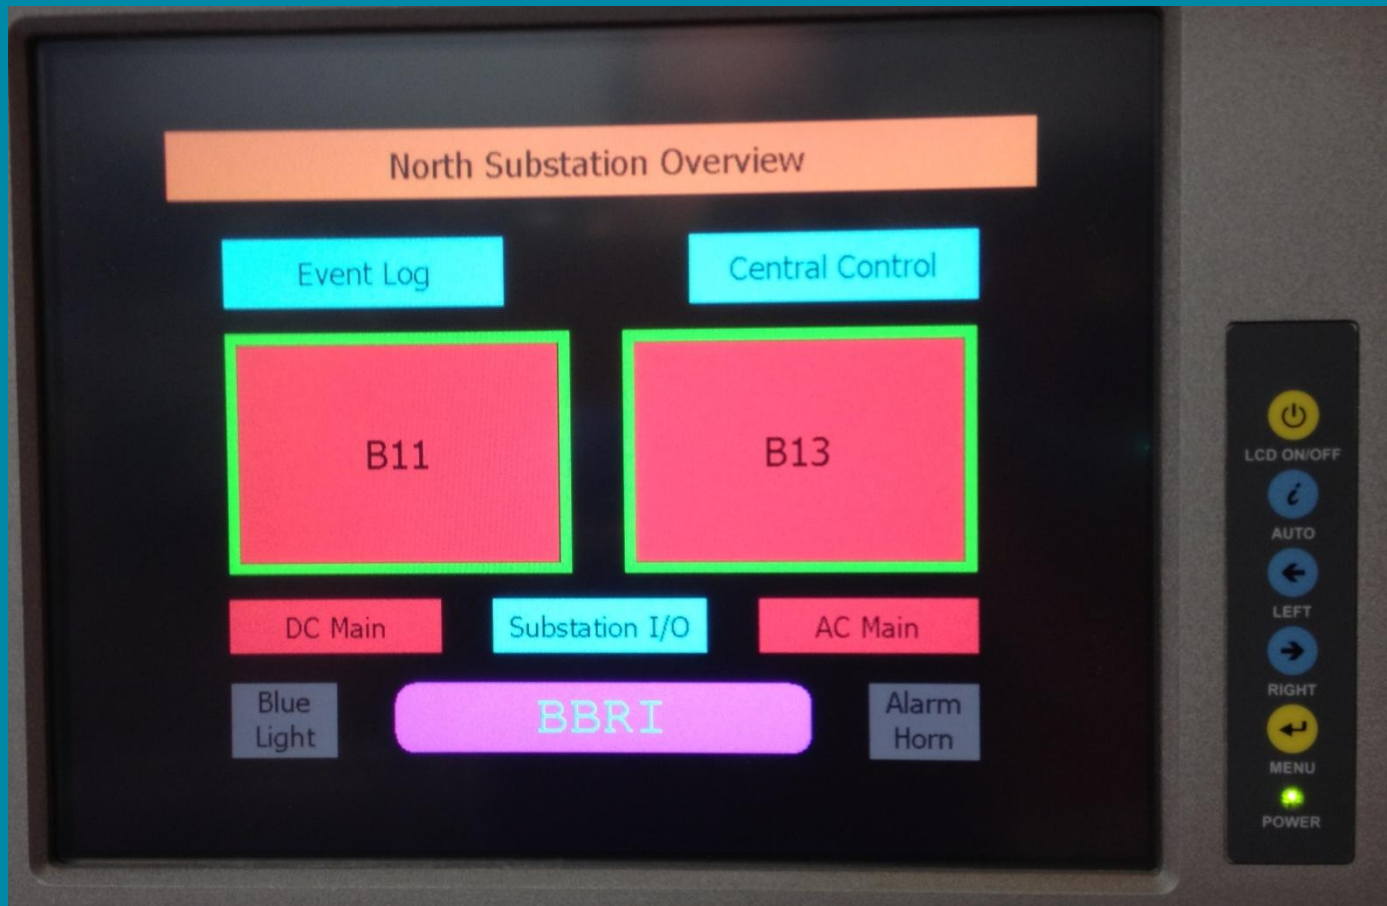 North Substation Overview
Event Log
Central Control
B11
B13
DC Main
Substation I/O
AC Main
Blue
Light
BBRI
Alarm
Horn
LCD ON/OFF
i
AUTO
LEFT
RIGHT
MENU
POWER